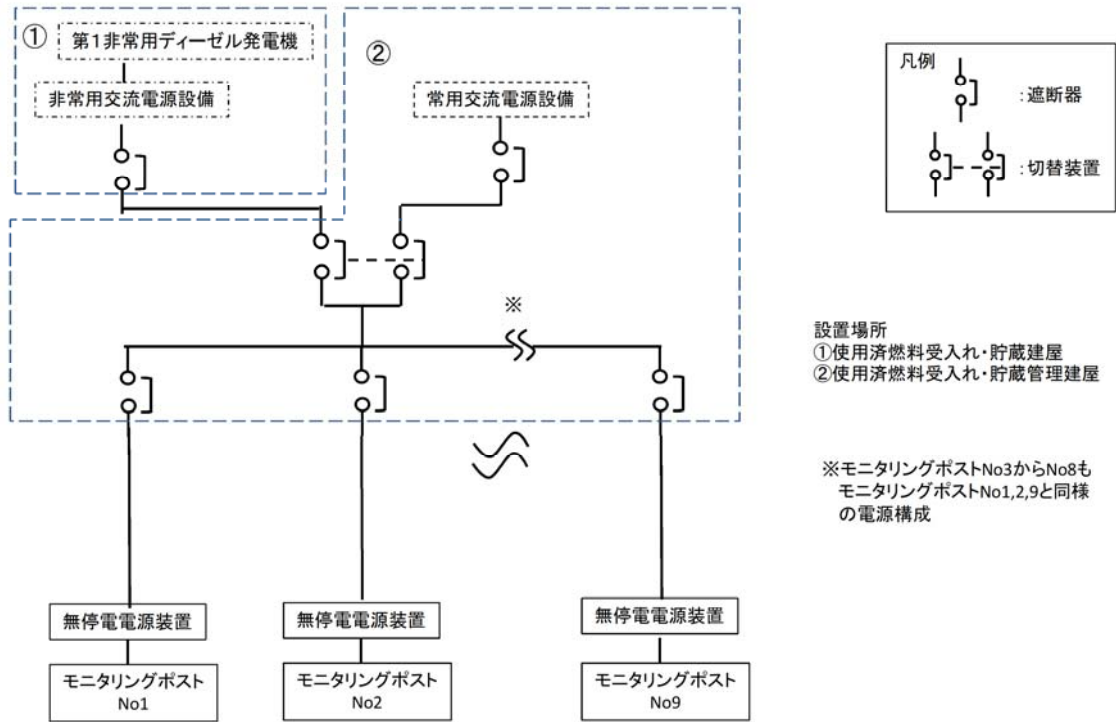 ①
第1非常用ディーゼル発電機
非常用交流電源設備
②
常用交流電源設備
凡例
:遮断器
:切替装置
※
設置場所
①使用済燃料受入れ・貯蔵建屋
②使用済燃料受入れ・貯蔵管理建屋
※モニタリングポストNo3からNo8も
モニタリングポストNo1,2,9と同様
の電源構成
無停電電源装置
無停電電源装置
無停電電源装置
モニタリングポスト
No1
モニタリングポスト
No2
モニタリングポスト
No9